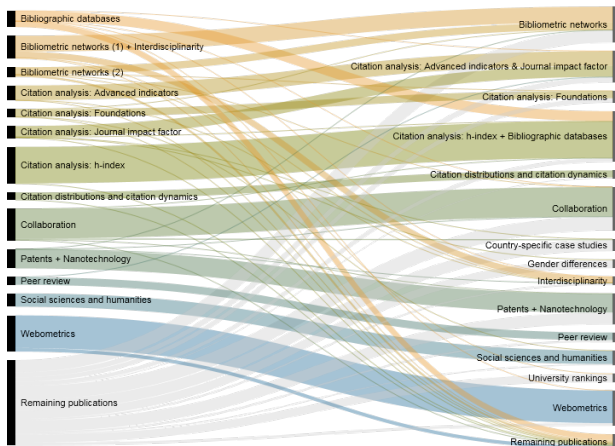 Bibliographic databases
Bibliometric networks (1) + Interdisciplinarity
Bibliometric networks (2)
Citation analysis: Advanced indicators
Citation analysis: Foundations
Citation analysis: Journal impact factor
Citation analysis: h-index
Citation distributions and citation dynamics
Collaboration
Patents + Nanotechnology
Peer review
Social sciences and humanities
Webometrics
Remaining publications
Bibliometric networks
Citation analysis: Advanced indicators & Journal impact factor
Citation analysis: Foundations
Citation analysis: h-index + Bibliographic databases
Citation distributions and citation dynamics
Collaboration
Country-specific case studies
Gender differences
Interdisciplinarity
Patents + Nanotechnology
Peer review
Social sciences and humanities
University rankings
Webometrics
Remaining publications